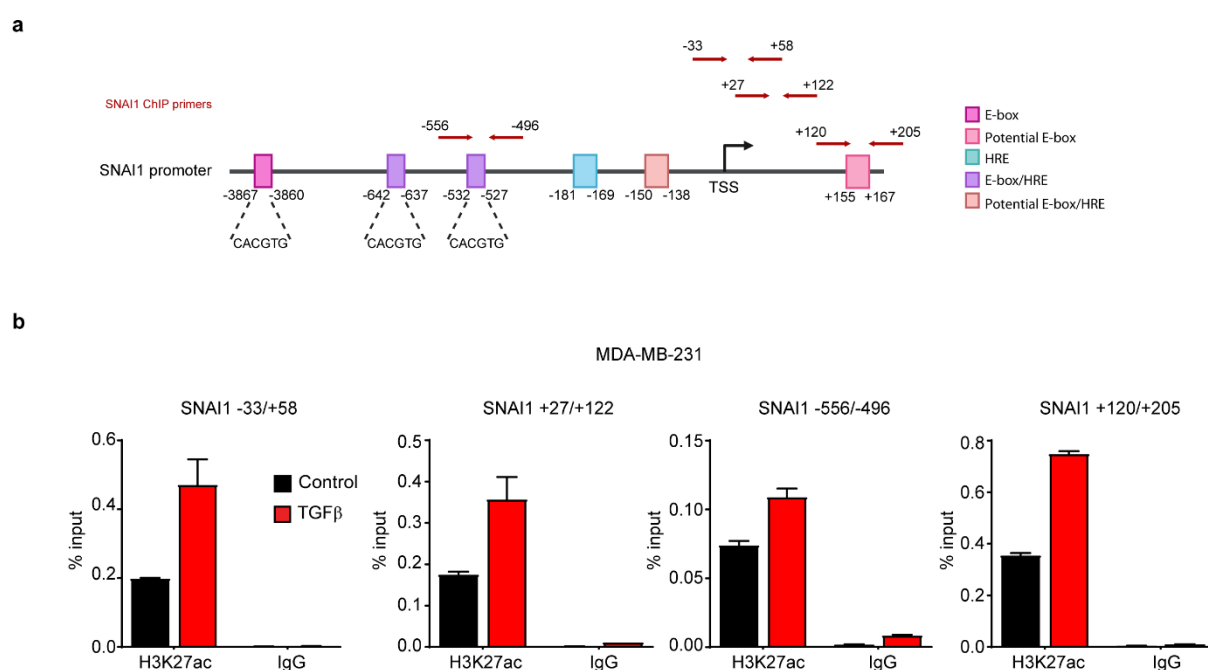 a
-33 +58
+27 +122
SNAI1 ChIP primers
-556 -496 +120 +205
SNAI1 promoter
TSS
-3867 -3860 -642 -637 -532 -527 -181 -169 -150 -138 +155 +167
CACGTG CACGTG CACGTG
E-box
Potential E-box
HRE
E-box/HRE
Potential E-box/HRE
b
MDA-MB-231
SNAI1 -33/+58
% input
0.6
0.4
0.2
0.0
H3K27ac IgG
Control
TGFβ
SNAI1 +27/+122
% input
0.5
0.4
0.3
0.2
0.1
0.0
H3K27ac IgG
SNAI1 -556/-496
% input
0.15
0.10
0.05
0.00
H3K27ac IgG
SNAI1 +120/+205
% input
0.8
0.6
0.4
0.2
0.0
H3K27ac IgG